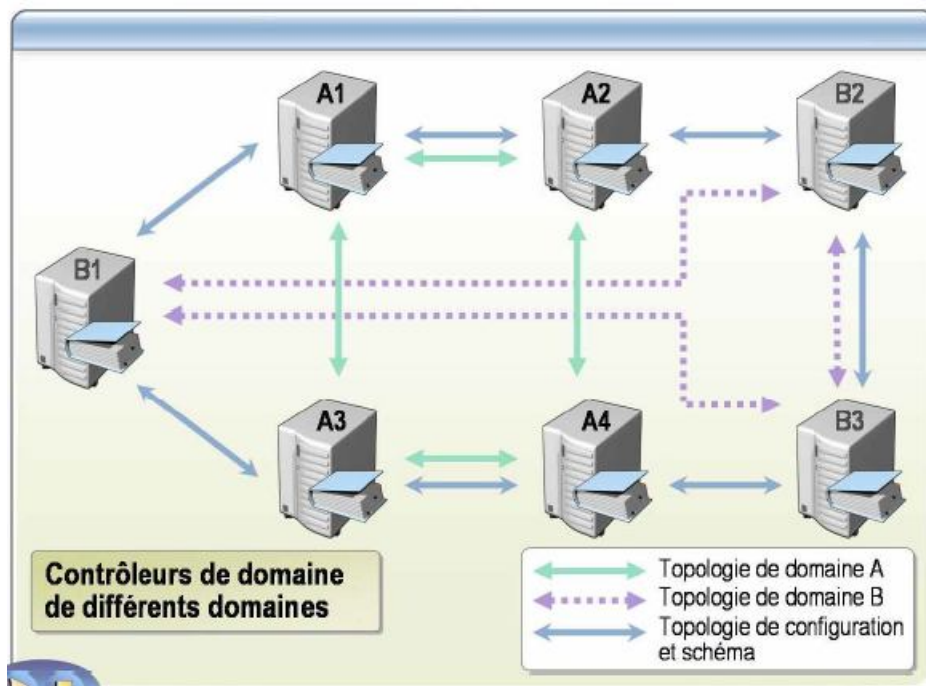 A1
A2
B2
B1
A3
A4
B3
Contrôleurs de domaine
de différents domaines
Topologie de domaine A
Topologie de domaine B
Topologie de configuration
et schéma